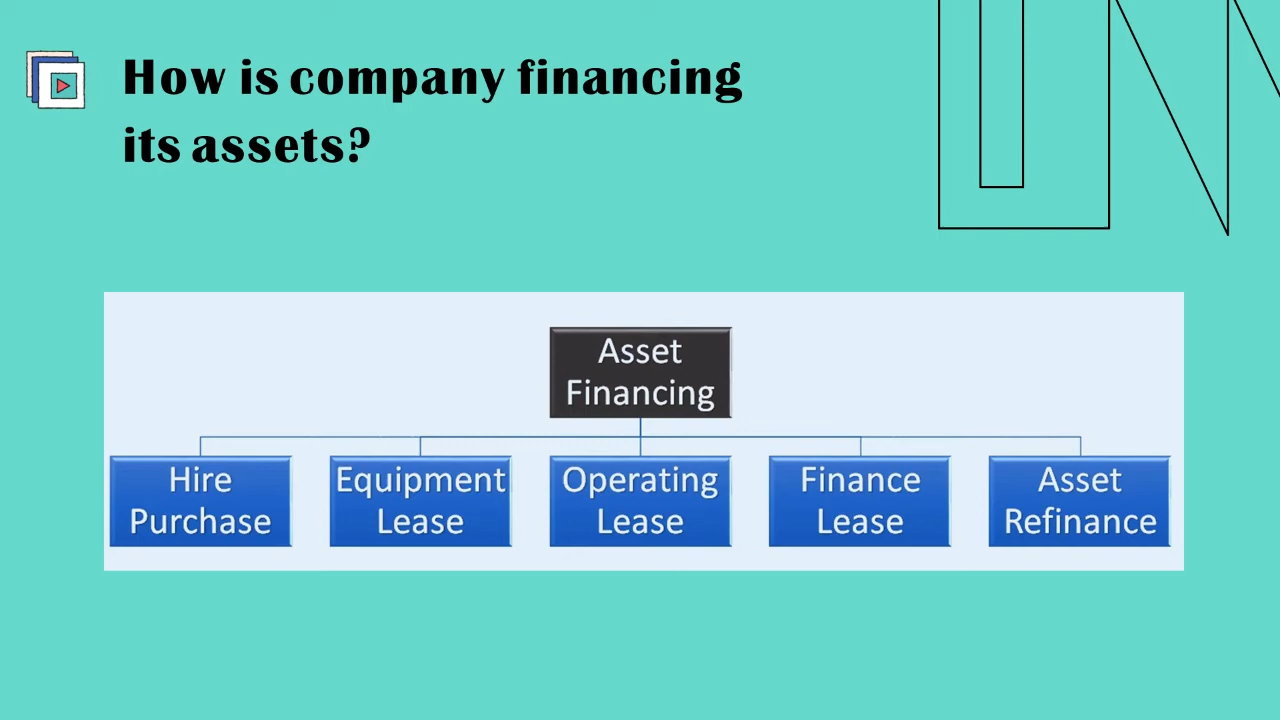 How is company financing
its assets?
Asset
Financing
Hire
Purchase
Equipment
Lease
Operating
Lease
Finance
Lease
Asset
Refinance